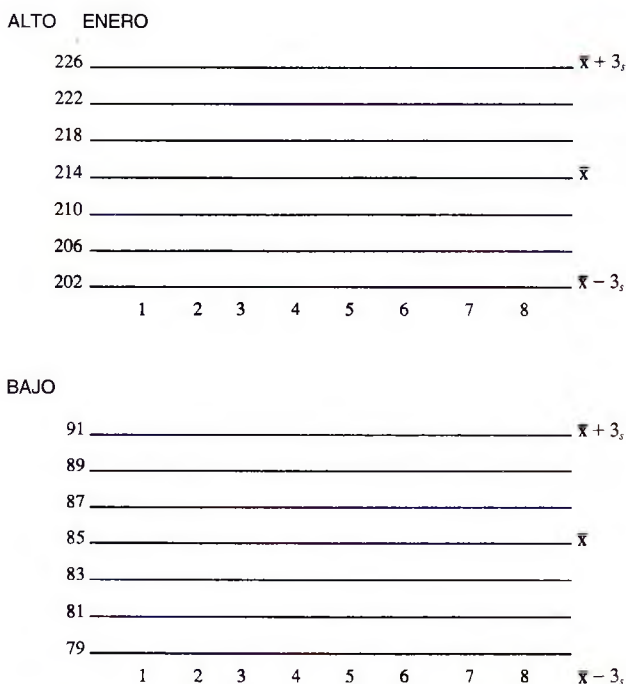 ALTO ENERO
226 x̿ + 3s
222
218
214 x̿
210
206
202 x̿ − 3s
1 2 3 4 5 6 7 8
BAJO
91 x̿ + 3s
89
87
85 x̿
83
81
79
1 2 3 4 5 6 7 8 x̿ − 3s